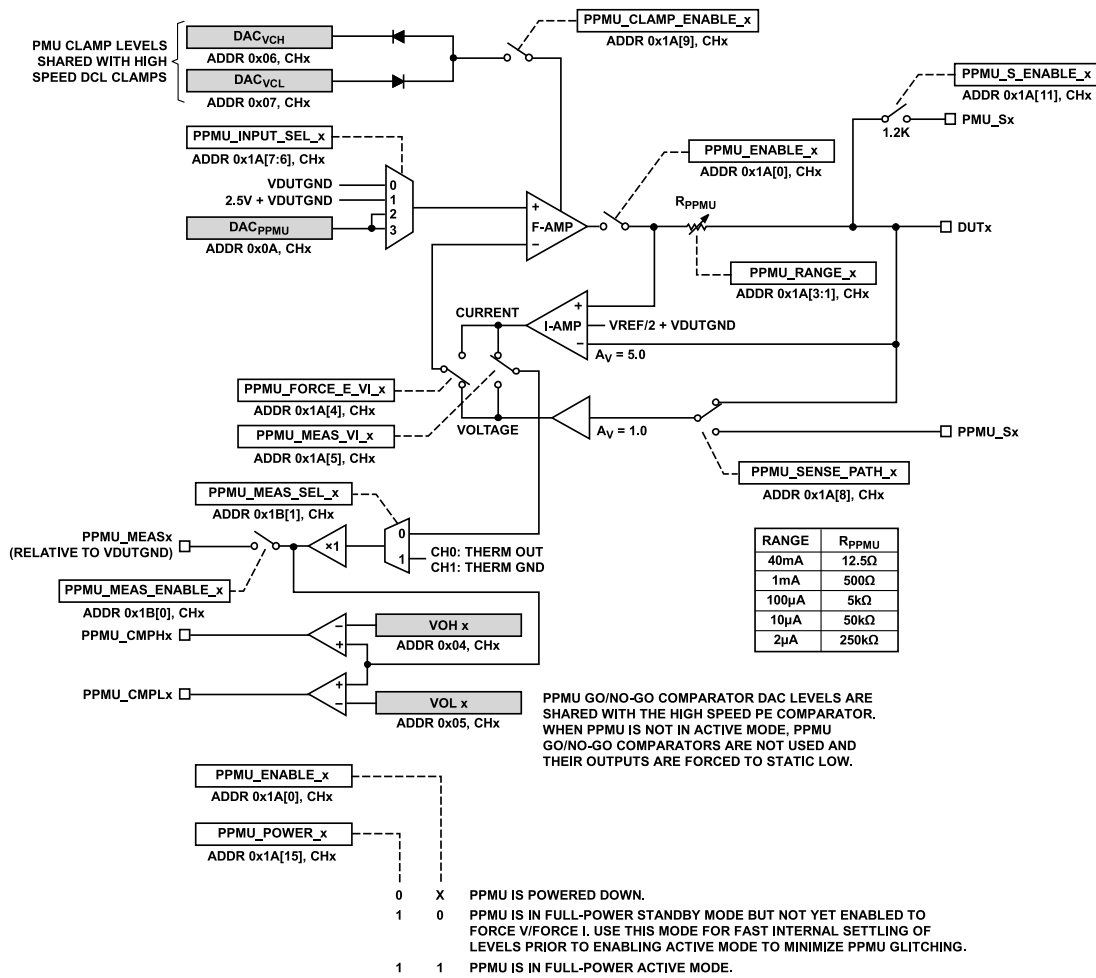 PMU CLAMP LEVELS
SHARED WITH HIGH
SPEED DCL CLAMPS
DACVCH
ADDR 0x06, CHx
DACVCL
ADDR 0x07, CHx
PPMU_CLAMP_ENABLE_x
ADDR 0x1A[9], CHx
PPMU_S_ENABLE_x
ADDR 0x1A[11], CHx
1.2K
PMU_Sx
PPMU_INPUT_SEL_x
ADDR 0x1A[7:6], CHx
VDUTGND
2.5V + VDUTGND
DACPPMU
ADDR 0x0A, CHx
0
1
2
3
PPMU_ENABLE_x
ADDR 0x1A[0], CHx
+
F-AMP
–
RPPMU
DUTx
PPMU_RANGE_x
ADDR 0x1A[3:1], CHx
CURRENT
+
I-AMP
–
VREF/2 + VDUTGND
AV = 5.0
PPMU_FORCE_E_VI_x
ADDR 0x1A[4], CHx
PPMU_MEAS_VI_x
ADDR 0x1A[5], CHx
VOLTAGE
AV = 1.0
PPMU_Sx
PPMU_SENSE_PATH_x
ADDR 0x1A[8], CHx
PPMU_MEAS_SEL_x
ADDR 0x1B[1], CHx
PPMU_MEASx
(RELATIVE TO VDUTGND)
×1
0
1
CH0: THERM OUT
CH1: THERM GND
PPMU_MEAS_ENABLE_x
ADDR 0x1B[0], CHx
RANGE RPPMU
40mA 12.5Ω
1mA 500Ω
100µA 5kΩ
10µA 50kΩ
2µA 250kΩ
PPMU_CMPHx
–
+
VOH x
ADDR 0x04, CHx
PPMU_CMPLx
+
–
VOL x
ADDR 0x05, CHx
PPMU GO/NO-GO COMPARATOR DAC LEVELS ARE
SHARED WITH THE HIGH SPEED PE COMPARATOR.
WHEN PPMU IS NOT IN ACTIVE MODE, PPMU
GO/NO-GO COMPARATORS ARE NOT USED AND
THEIR OUTPUTS ARE FORCED TO STATIC LOW.
PPMU_ENABLE_x
ADDR 0x1A[0], CHx
PPMU_POWER_x
ADDR 0x1A[15], CHx
0 X PPMU IS POWERED DOWN.
1 0 PPMU IS IN FULL-POWER STANDBY MODE BUT NOT YET ENABLED TO
FORCE V/FORCE I. USE THIS MODE FOR FAST INTERNAL SETTLING OF
LEVELS PRIOR TO ENABLING ACTIVE MODE TO MINIMIZE PPMU GLITCHING.
1 1 PPMU IS IN FULL-POWER ACTIVE MODE.